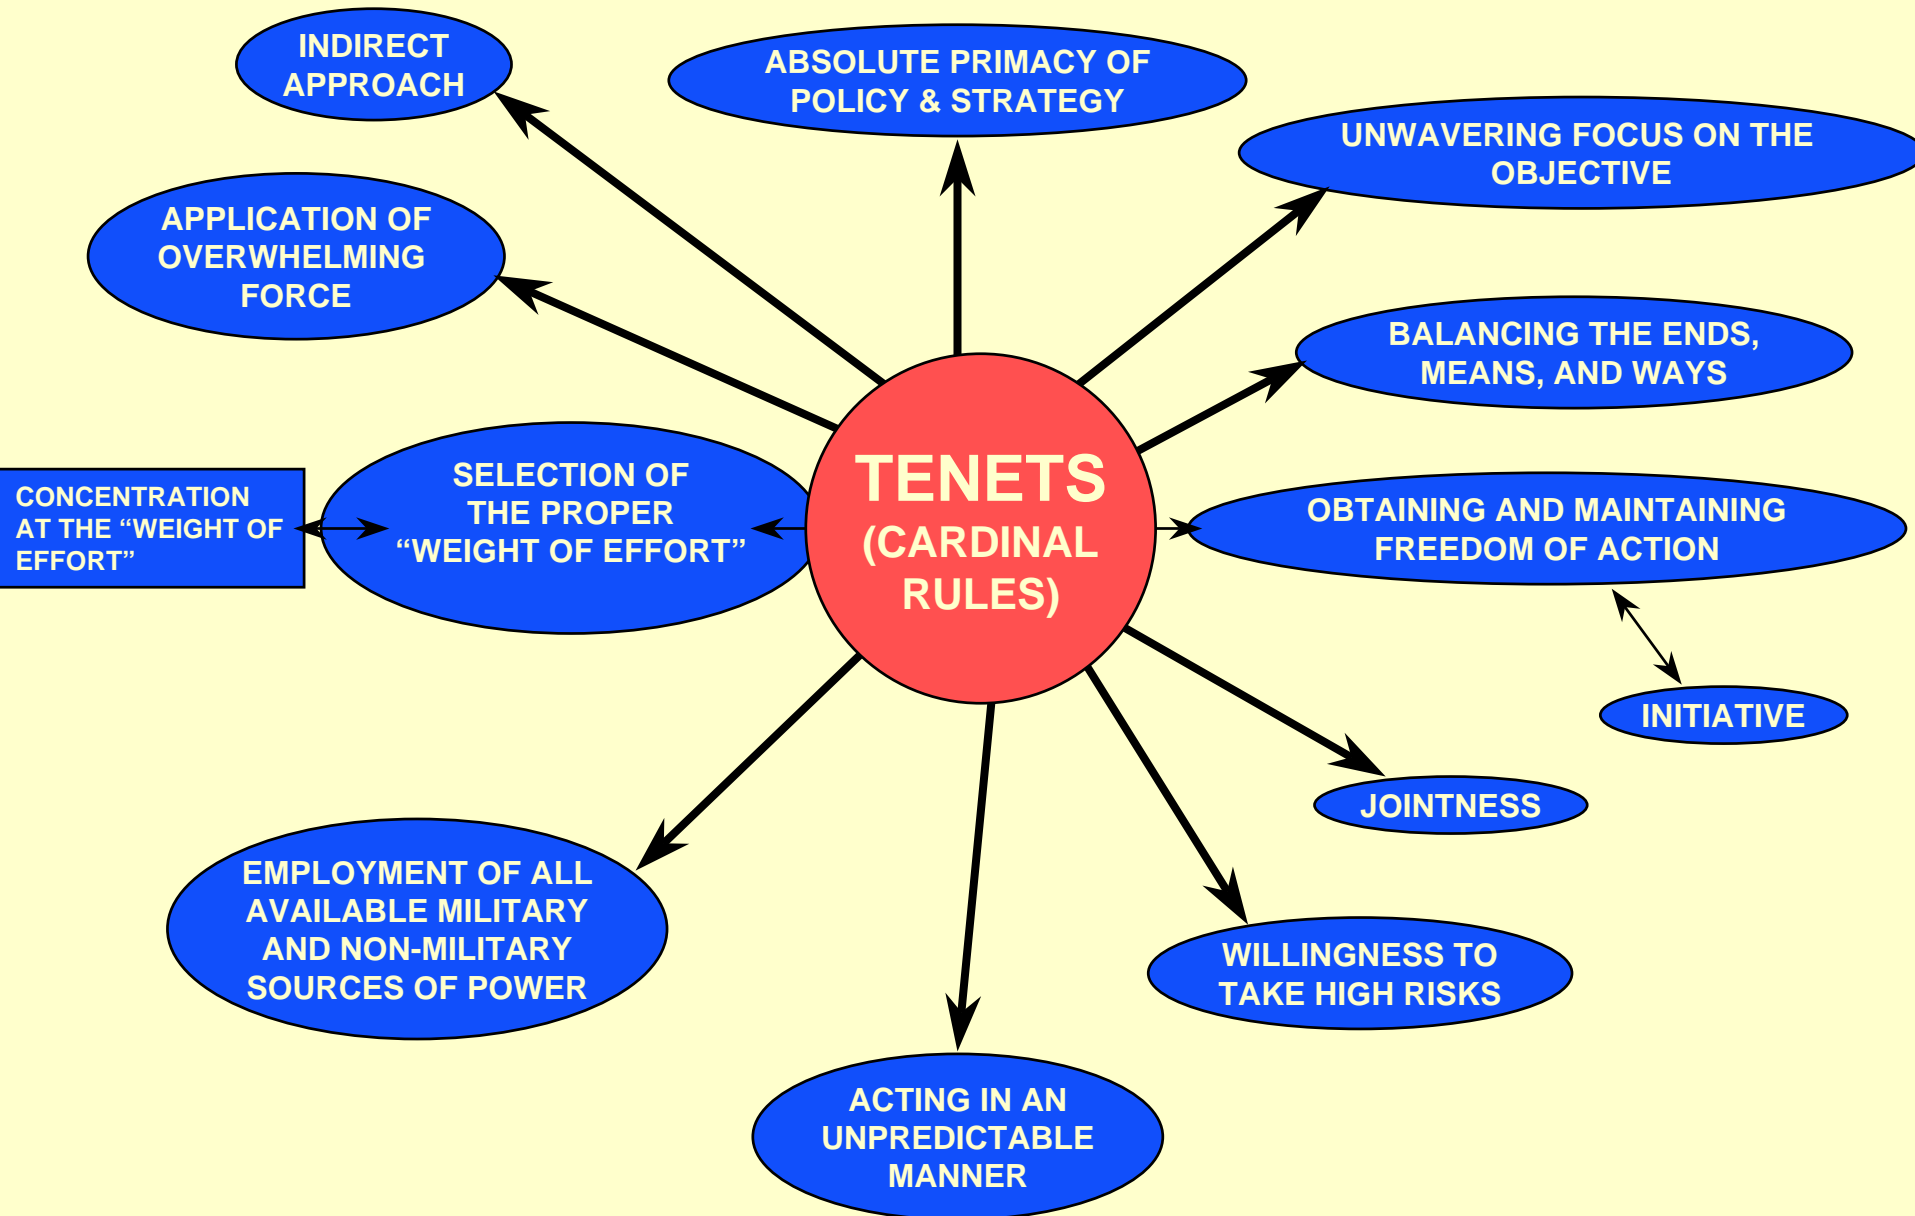 INDIRECT
APPROACH
ABSOLUTE PRIMACY OF
POLICY & STRATEGY
UNWAVERING FOCUS ON THE
OBJECTIVE
APPLICATION OF
OVERWHELMING
FORCE
BALANCING THE ENDS,
MEANS, AND WAYS
CONCENTRATION
AT THE “WEIGHT OF
EFFORT”
SELECTION OF
THE PROPER
“WEIGHT OF EFFORT”
TENETS
(CARDINAL
RULES)
OBTAINING AND MAINTAINING
FREEDOM OF ACTION
INITIATIVE
JOINTNESS
EMPLOYMENT OF ALL
AVAILABLE MILITARY
AND NON-MILITARY
SOURCES OF POWER
WILLINGNESS TO
TAKE HIGH RISKS
ACTING IN AN
UNPREDICTABLE
MANNER